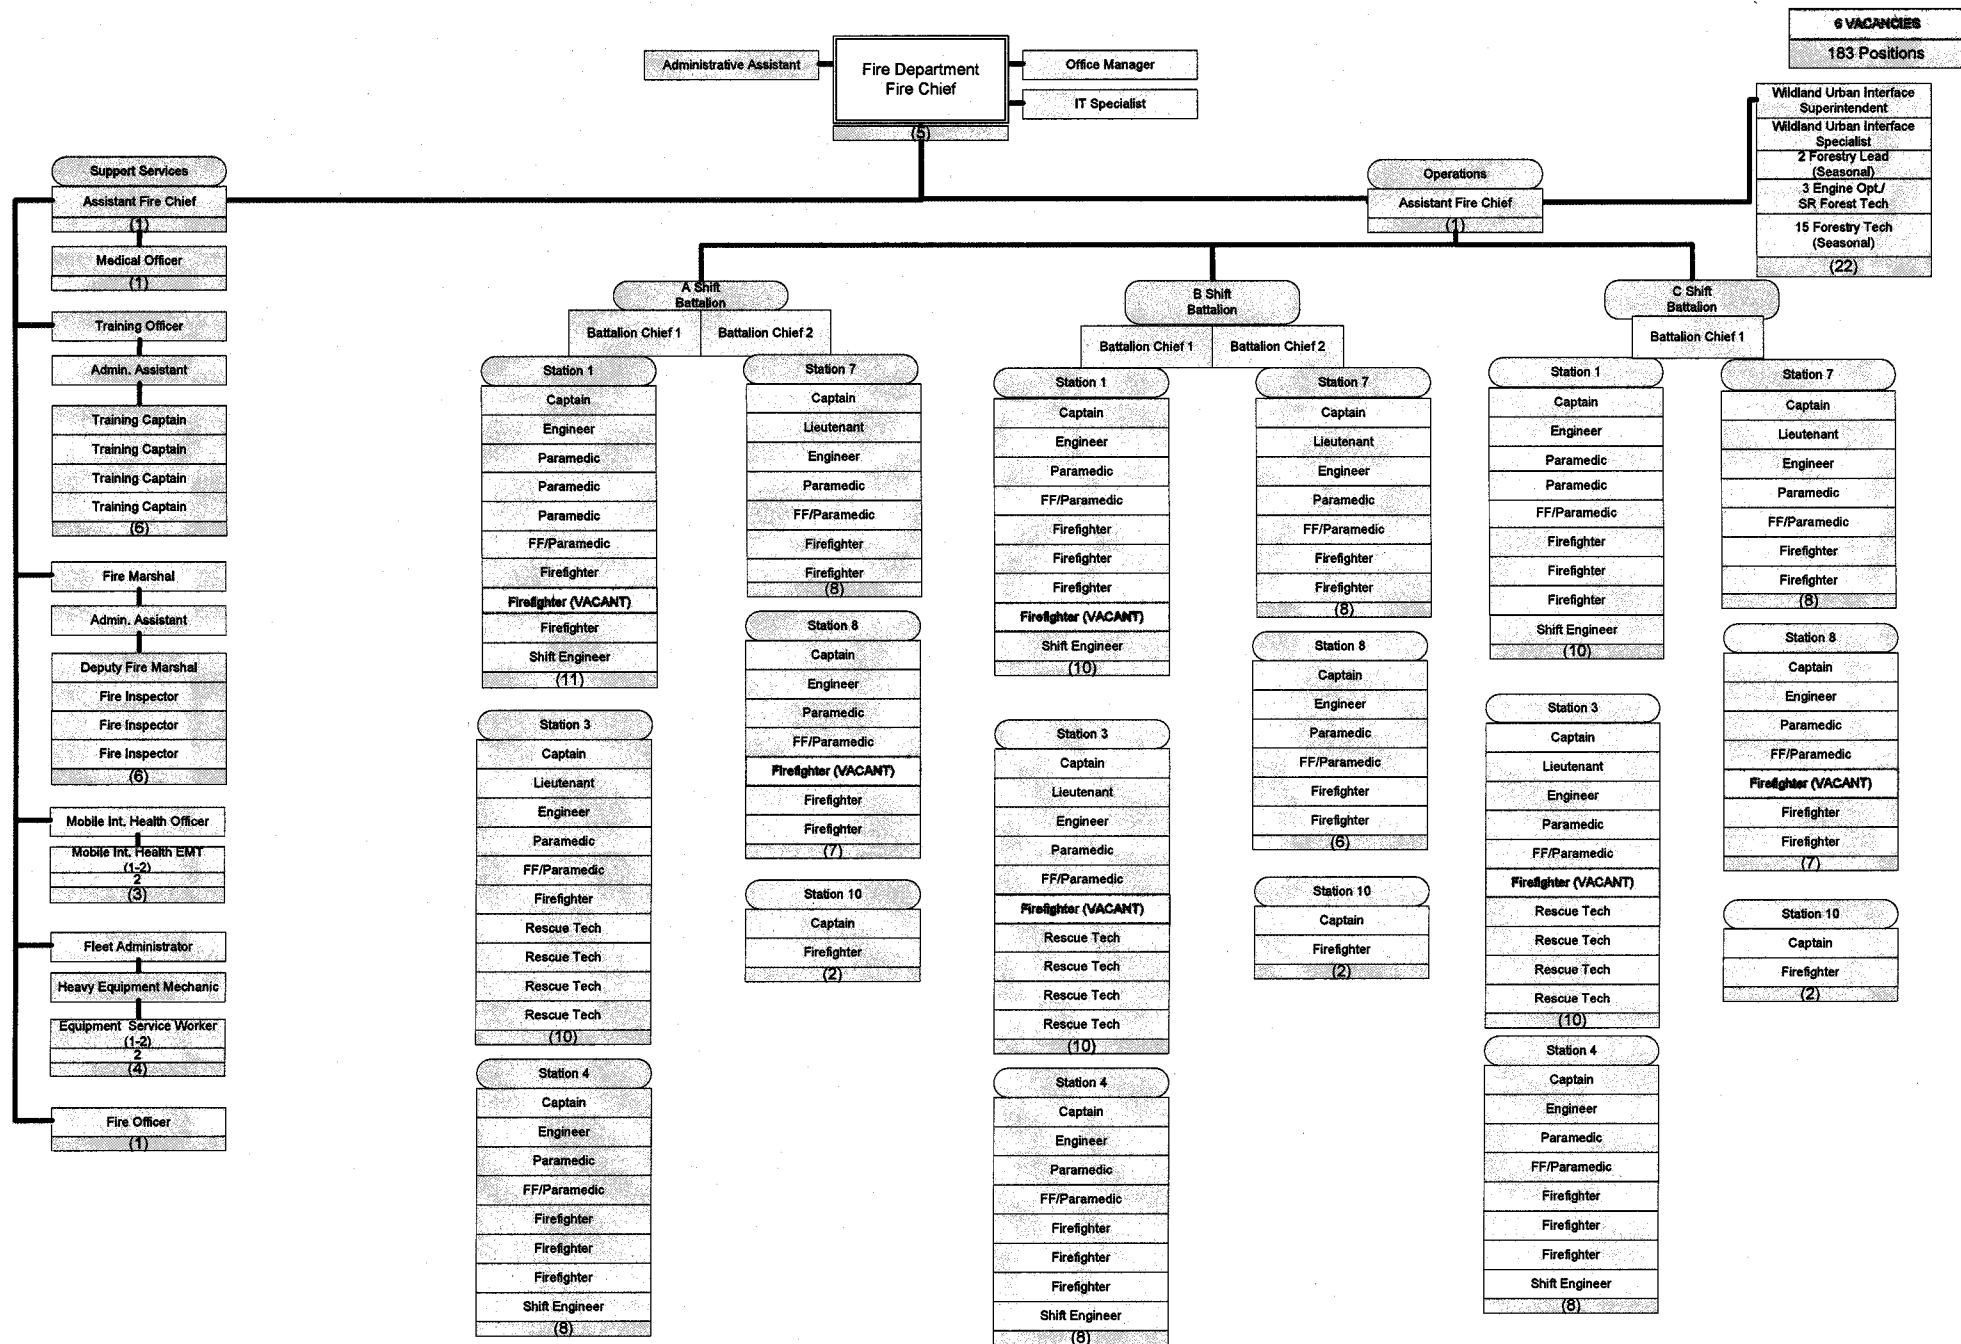 6 VACANCIES
183 Positions
Administrative Assistant
Fire Department
Fire Chief
(5)
Office Manager
IT Specialist
Wildland Urban Interface
Superintendent
Wildland Urban Interface
Specialist
2 Forestry Lead
(Seasonal)
3 Engine Opt./
SR Forest Tech
15 Forestry Tech
(Seasonal)
(22)
Support Services
Assistant Fire Chief
(1)
Medical Officer
(1)
Training Officer
Admin. Assistant
Training Captain
Training Captain
Training Captain
Training Captain
(6)
Fire Marshal
Admin. Assistant
Deputy Fire Marshal
Fire Inspector
Fire Inspector
Fire Inspector
(6)
Mobile Int. Health Officer
Mobile Int. Health EMT
(1-2)
2
(3)
Fleet Administrator
Heavy Equipment Mechanic
Equipment Service Worker
(1-2)
2
(4)
Fire Officer
(1)
Operations
Assistant Fire Chief
(1)
A Shift
Battalion
Battalion Chief 1
Battalion Chief 2
Station 1
Captain
Engineer
Paramedic
Paramedic
Paramedic
FF/Paramedic
Firefighter
Firefighter (VACANT)
Firefighter
Shift Engineer
(11)
Station 3
Captain
Lieutenant
Engineer
Paramedic
FF/Paramedic
Firefighter
Rescue Tech
Rescue Tech
Rescue Tech
Rescue Tech
(10)
Station 4
Captain
Engineer
Paramedic
FF/Paramedic
Firefighter
Firefighter
Firefighter
Shift Engineer
(8)
Station 7
Captain
Lieutenant
Engineer
Paramedic
FF/Paramedic
Firefighter
Firefighter
(8)
Station 8
Captain
Engineer
Paramedic
FF/Paramedic
Firefighter (VACANT)
Firefighter
Firefighter
(7)
Station 10
Captain
Firefighter
(2)
B Shift
Battalion
Battalion Chief 1
Battalion Chief 2
Station 1
Captain
Engineer
Paramedic
FF/Paramedic
Firefighter
Firefighter
Firefighter
Firefighter (VACANT)
Shift Engineer
(10)
Station 3
Captain
Lieutenant
Engineer
Paramedic
FF/Paramedic
Firefighter (VACANT)
Rescue Tech
Rescue Tech
Rescue Tech
Rescue Tech
(10)
Station 4
Captain
Engineer
Paramedic
FF/Paramedic
Firefighter
Firefighter
Firefighter
Shift Engineer
(8)
Station 7
Captain
Lieutenant
Engineer
Paramedic
FF/Paramedic
Firefighter
Firefighter
(8)
Station 8
Captain
Engineer
Paramedic
FF/Paramedic
Firefighter
Firefighter
(6)
Station 10
Captain
Firefighter
(2)
C Shift
Battalion
Battalion Chief 1
Station 1
Captain
Engineer
Paramedic
Paramedic
FF/Paramedic
Firefighter
Firefighter
Firefighter
Shift Engineer
(10)
Station 3
Captain
Lieutenant
Engineer
Paramedic
FF/Paramedic
Firefighter (VACANT)
Rescue Tech
Rescue Tech
Rescue Tech
Rescue Tech
(10)
Station 4
Captain
Engineer
Paramedic
FF/Paramedic
Firefighter
Firefighter
Firefighter
Shift Engineer
(8)
Station 7
Captain
Lieutenant
Engineer
Paramedic
FF/Paramedic
Firefighter
Firefighter
(8)
Station 8
Captain
Engineer
Paramedic
FF/Paramedic
Firefighter (VACANT)
Firefighter
Firefighter
(7)
Station 10
Captain
Firefighter
(2)